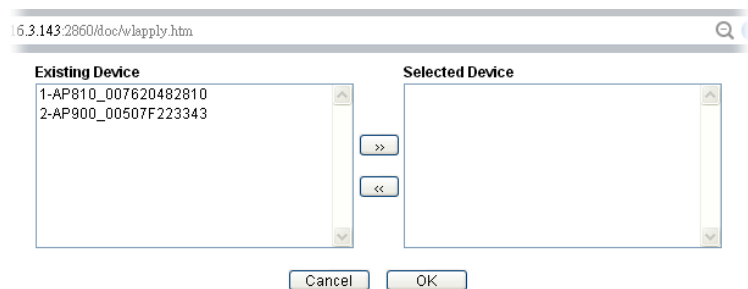 16.3.143:2860/doc/wlapply.htm
Existing Device Selected Device
1-AP810_007620482810
2-AP900_00507F223343
>>
<<
Cancel OK